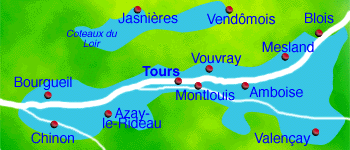 Jasnières
Vendômois
Blois
Coteaux du
Loir
Mesland
Vouvray
Tours
Bourgueil
Montlouis
Amboise
Azay-
le-Rideau
Chinon
Valençay